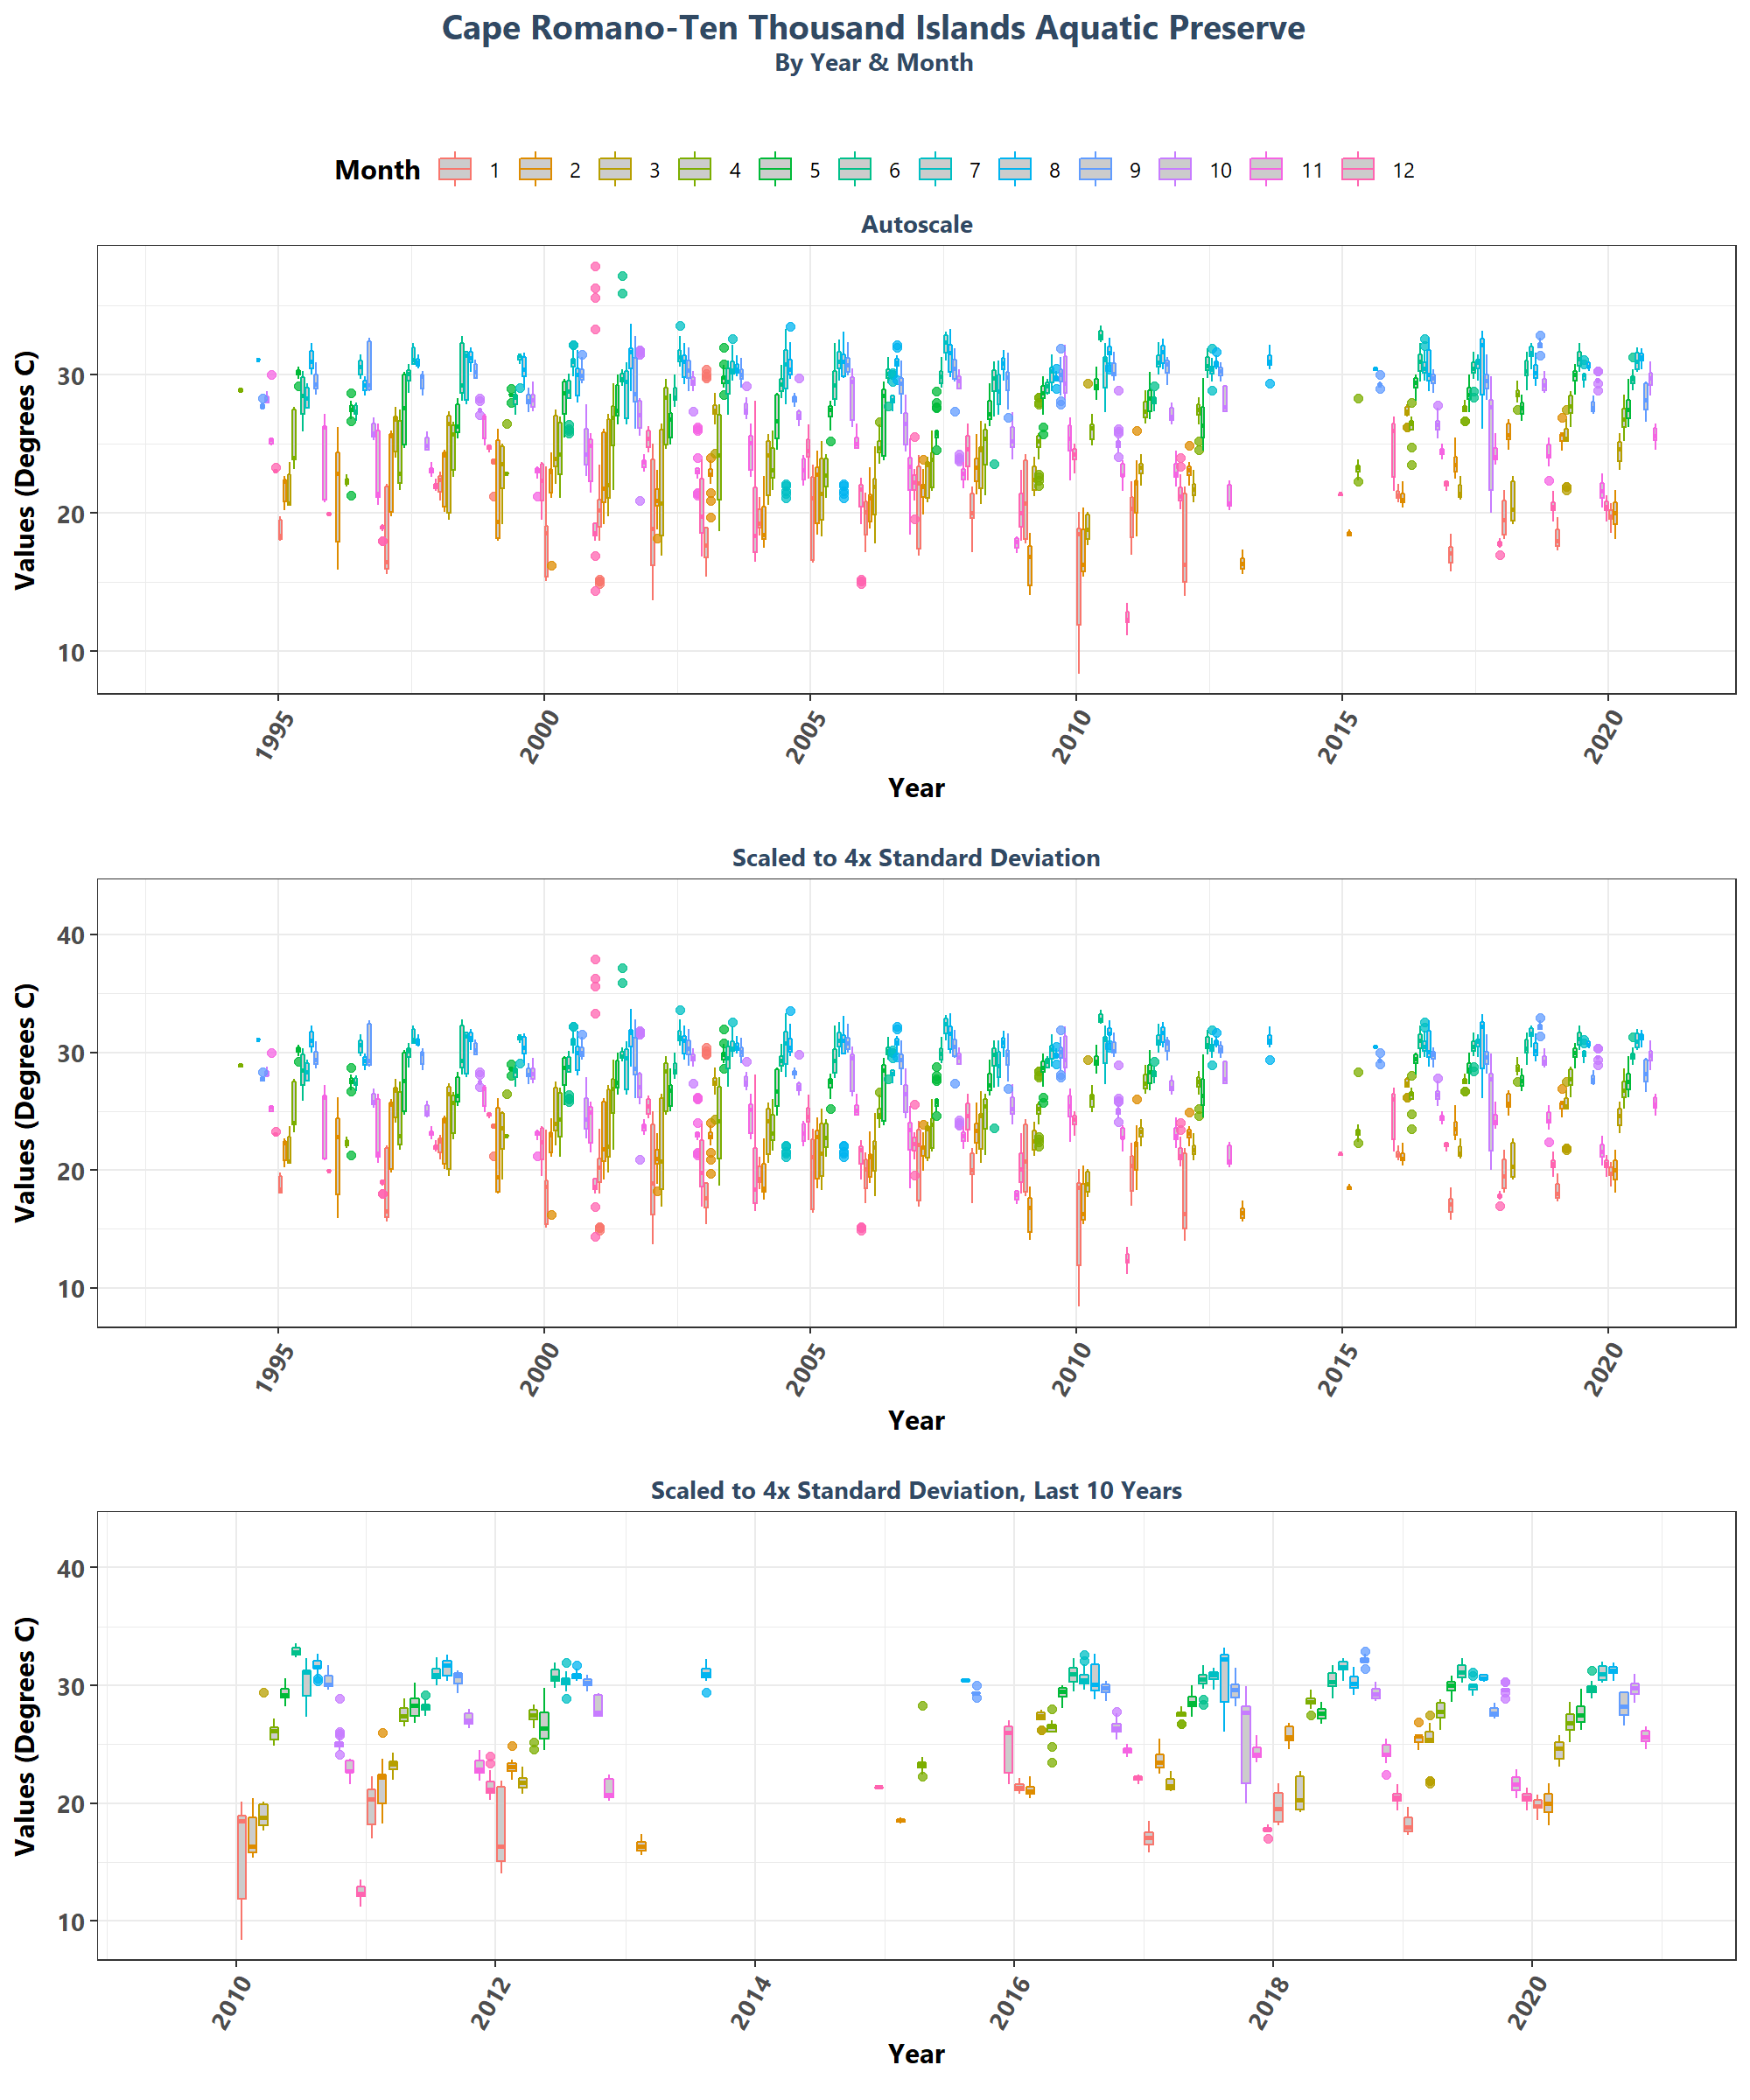 Cape Romano-Ten Thousand Islands Aquatic Preserve
By Year & Month
Month 1 2 3 4 5 6 7 8 9 10 11 12
Autoscale
Values (Degrees C)
30
20
10
1995 2000 2005 2010 2015 2020
Year
Scaled to 4x Standard Deviation
Values (Degrees C)
40
30
20
10
1995 2000 2005 2010 2015 2020
Year
Scaled to 4x Standard Deviation, Last 10 Years
Values (Degrees C)
40
30
20
10
2010 2012 2014 2016 2018 2020
Year